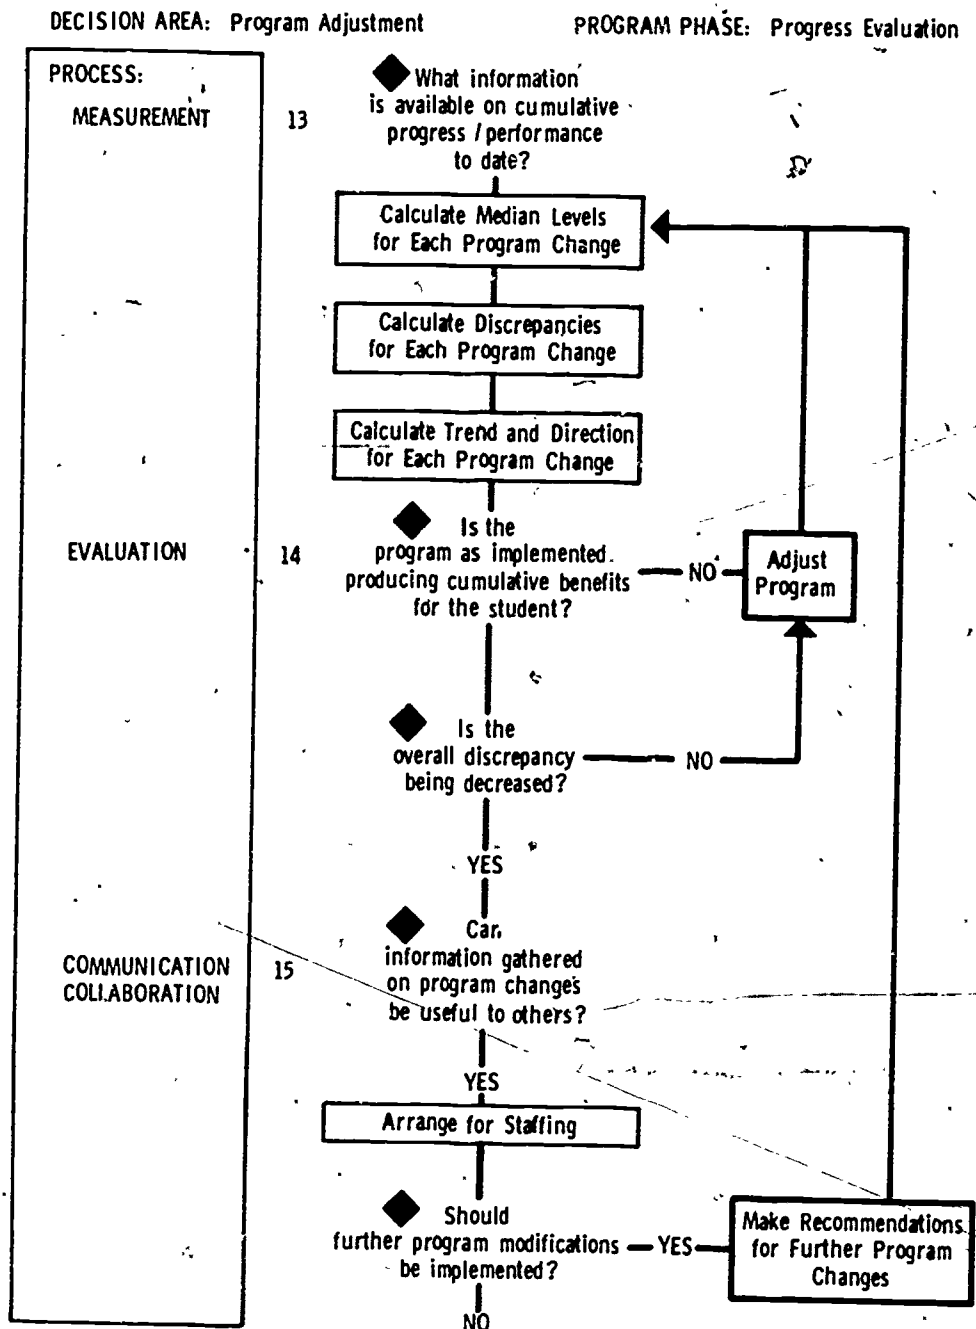 DECISION AREA: Program Adjustment
PROGRAM PHASE: Progress Evaluation
PROCESS:
MEASUREMENT
13
What information
is available on cumulative
progress / performance
to date?
Calculate Median Levels
for Each Program Change
Calculate Discrepancies
for Each Program Change
Calculate Trend and Direction
for Each Program Change
EVALUATION
14
Is the
program as implemented
producing cumulative benefits
for the student?
NO
Adjust
Program
Is the
overall discrepancy
being decreased?
NO
YES
COMMUNICATION
COLLABORATION
15
Can
information gathered
on program changes
be useful to others?
YES
Arrange for Staffing
Should
further program modifications
be implemented?
YES
Make Recommendations
for Further Program
Changes
NO